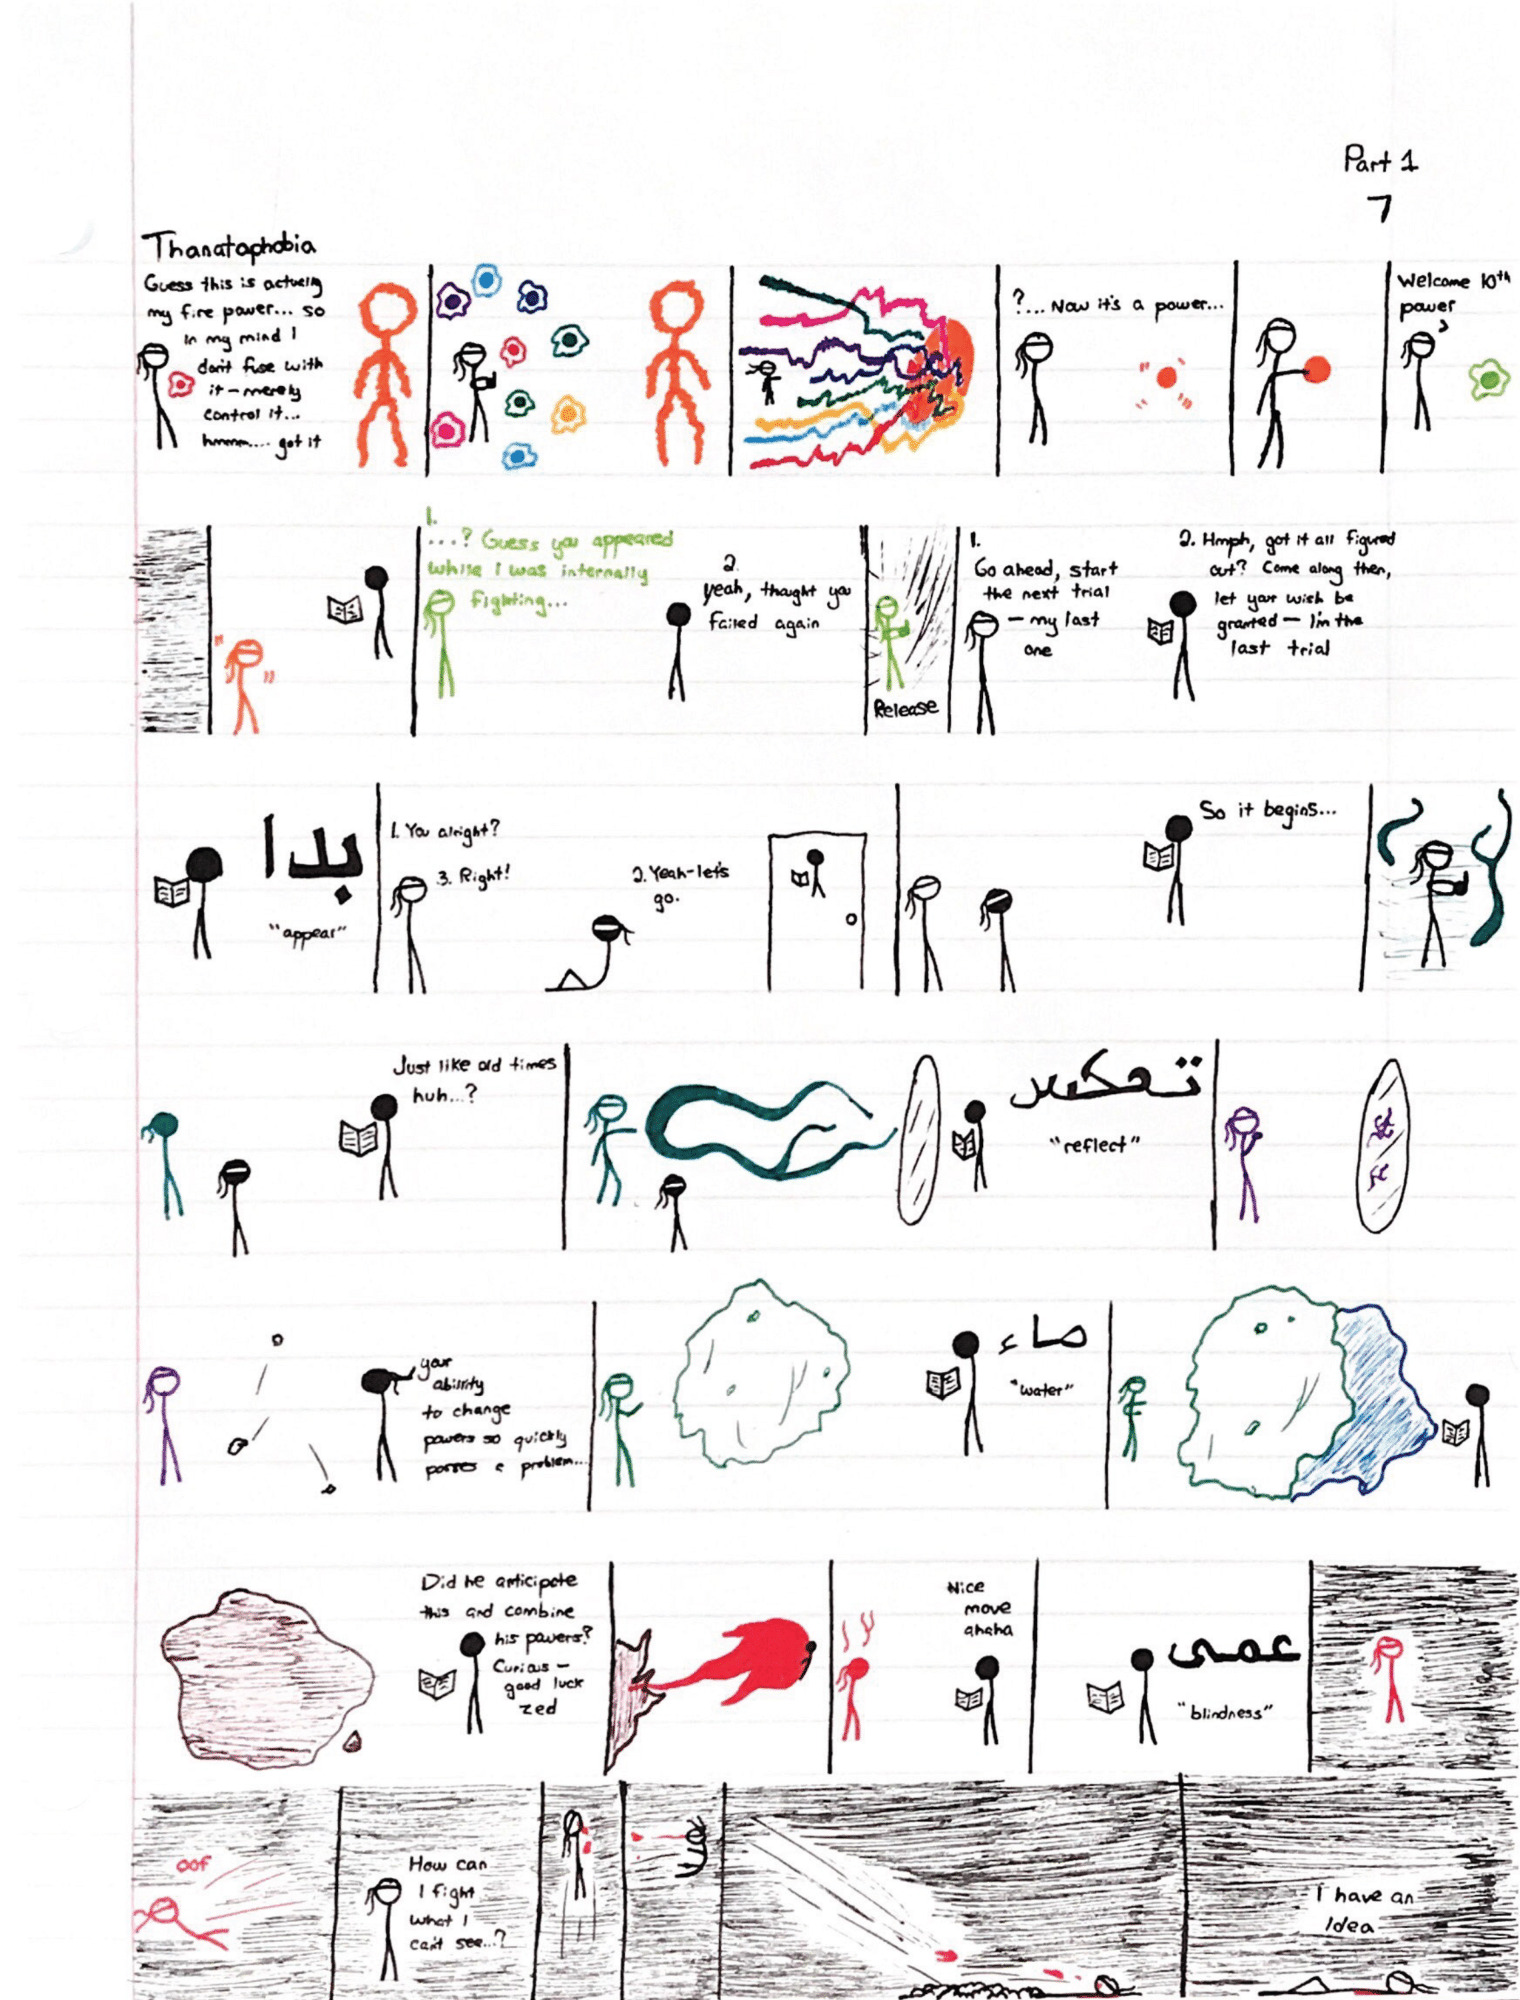 Part 1
7
Thanataphobia
Guess this is actually
my fire power... so
in my mind I
don't fuse with
it - merely
control it...
hmmm.... got it
?... Now it's a power...
Welcome 10th
power
1.
...? Guess you appeared
while I was internally
fighting...
2.
yeah, thought you
failed again
Release
1.
Go ahead, start
the next trial
- my last
one
2. Hmph, got it all figured
out? Come along then,
let your wish be
granted - I'm the
last trial
بدا
"appear"
1. You alright?
3. Right!
2. Yeah-let's
go.
So it begins...
Just like old times
huh...?
تعكير
"reflect"
your
ability
to change
powers so quickly
poses a problem...
ماء
"water"
Did he anticipate
this and combine
his powers?
Curious -
good luck
zed
Nice
move
ahaha
عمى
"blindness"
oof
How can
I fight
what I
can't see...?
I have an
Idea